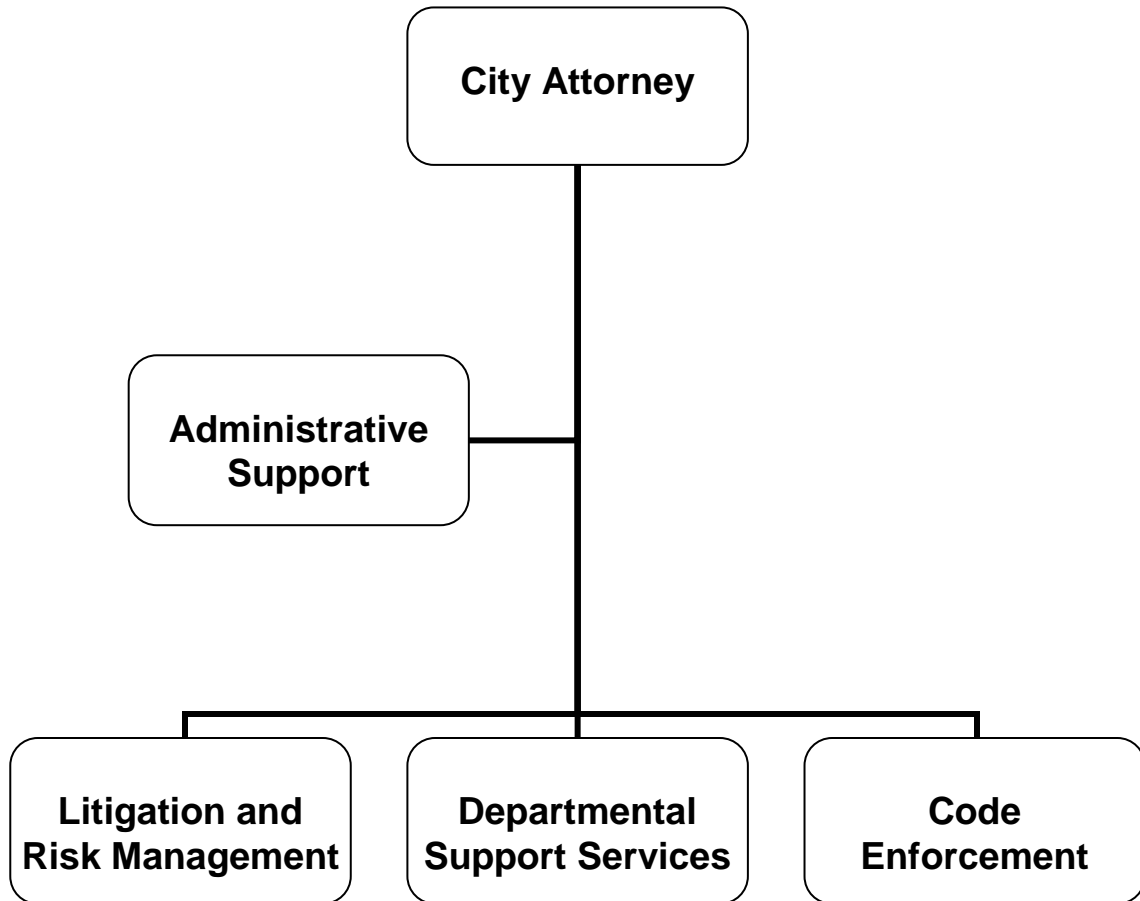 City Attorney
Administrative
Support
Litigation and
Risk Management
Departmental
Support Services
Code
Enforcement